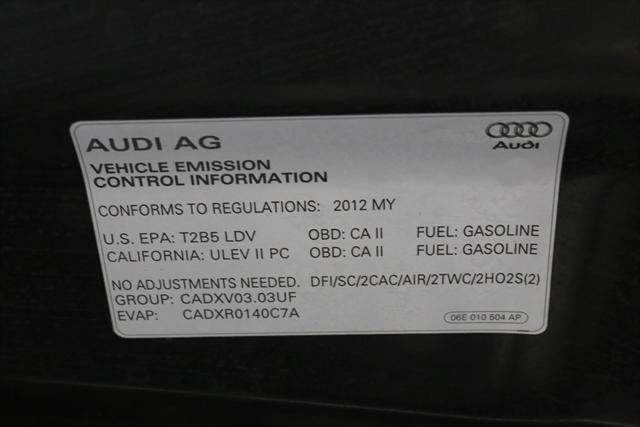 AUDI AG
Audi
VEHICLE EMISSION
CONTROL INFORMATION
CONFORMS TO REGULATIONS: 2012 MY
U.S. EPA: T2B5 LDV OBD: CA II FUEL: GASOLINE
CALIFORNIA: ULEV II PC OBD: CA II FUEL: GASOLINE
NO ADJUSTMENTS NEEDED. DFI/SC/2CAC/AIR/2TWC/2HO2S(2)
GROUP: CADXV03.03UF
EVAP: CADXR0140C7A
06E 010 504 AP